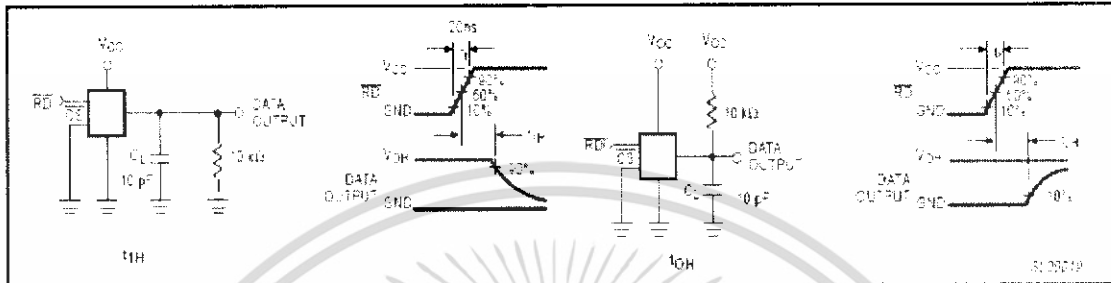 VCC
RD
CS
DATA
OUTPUT
CL
10 pF
10 kΩ
t1H
20ns
tr
VCC
RD
GND
90%
50%
10%
t1H
VOH
DATA
OUTPUT
GND
90%
VCC
VCC
10 kΩ
RD
CS
DATA
OUTPUT
CL
10 pF
t0H
tr
VCC
RD
GND
90%
50%
10%
t0H
VOH
DATA
OUTPUT
GND
10%